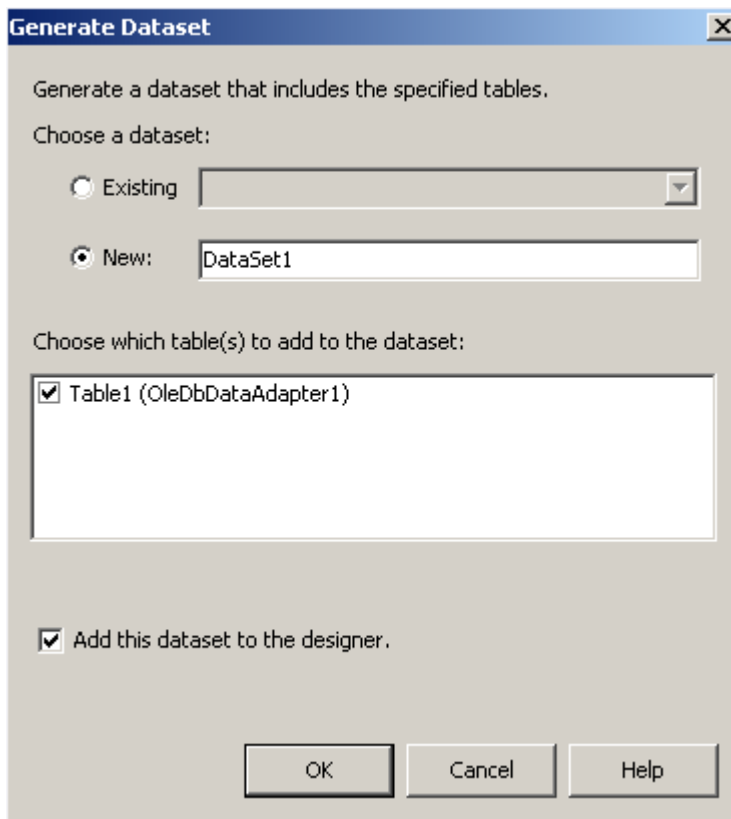 Generate Dataset
Generate a dataset that includes the specified tables.
Choose a dataset:
Existing
New: DataSet1
Choose which table(s) to add to the dataset:
Table1 (OleDbDataAdapter1)
Add this dataset to the designer.
OK Cancel Help